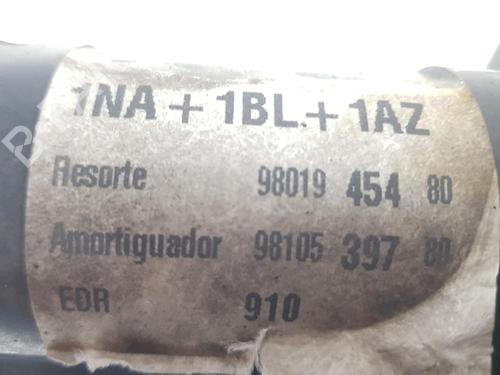 1NA + 1BL + 1AZ
Resorte 98019 454 80
Amortiguador 98105 397 80
EDR 910